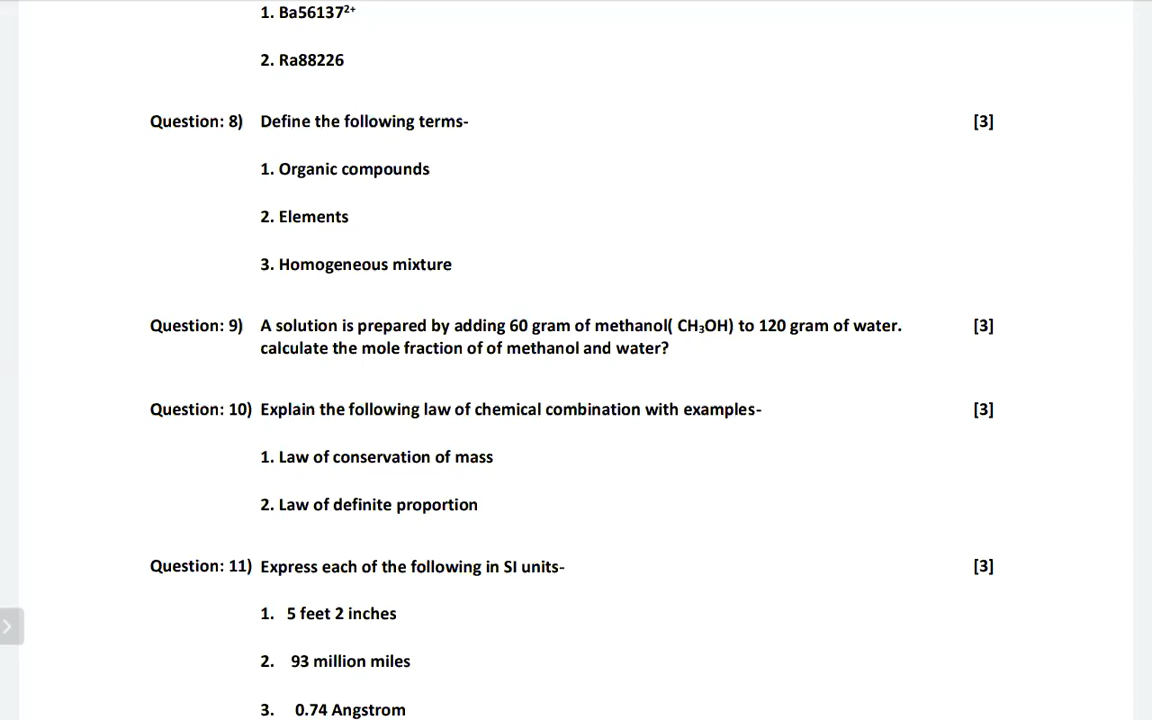 1. Ba56137²⁺
2. Ra88226
Question: 8) Define the following terms- [3]
1. Organic compounds
2. Elements
3. Homogeneous mixture
Question: 9) A solution is prepared by adding 60 gram of methanol( CH₃OH) to 120 gram of water. [3]
calculate the mole fraction of of methanol and water?
Question: 10) Explain the following law of chemical combination with examples- [3]
1. Law of conservation of mass
2. Law of definite proportion
Question: 11) Express each of the following in SI units- [3]
1. 5 feet 2 inches
2. 93 million miles
3. 0.74 Angstrom